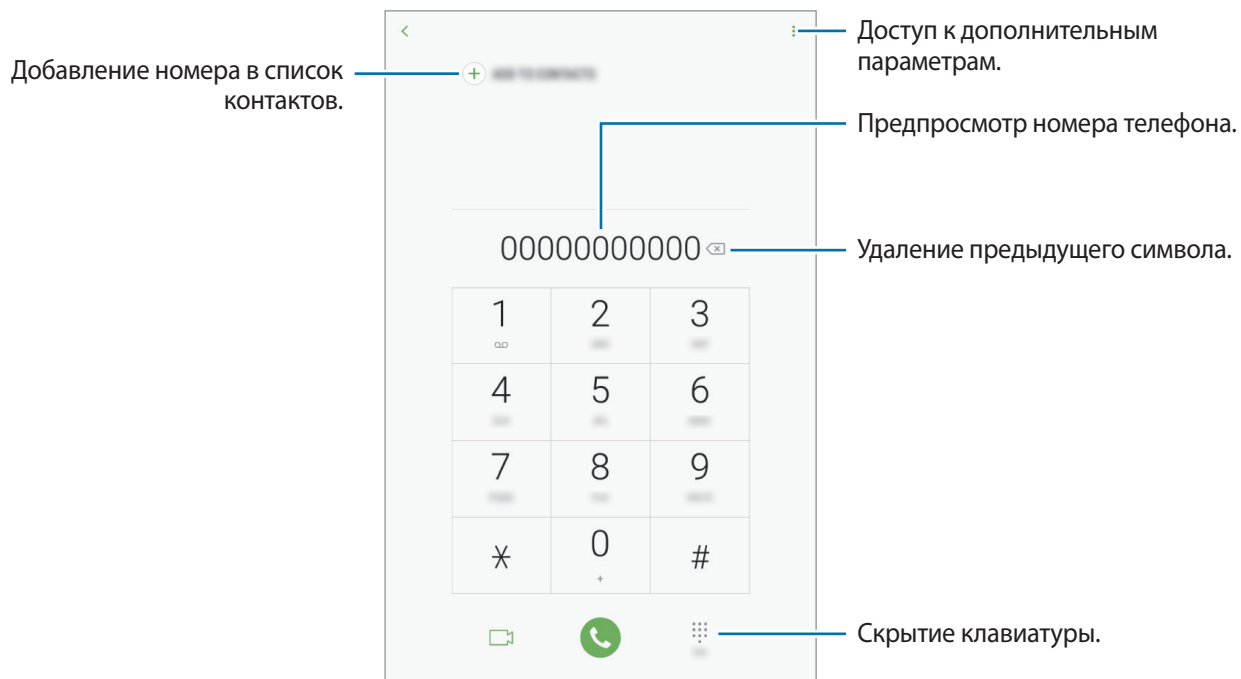 Доступ к дополнительным
параметрам.
Добавление номера в список
контактов.
Предпросмотр номера телефона.
00000000000
Удаление предыдущего символа.
1 2 3
4 5 6
7 8 9
* 0 #
+
Скрытие клавиатуры.